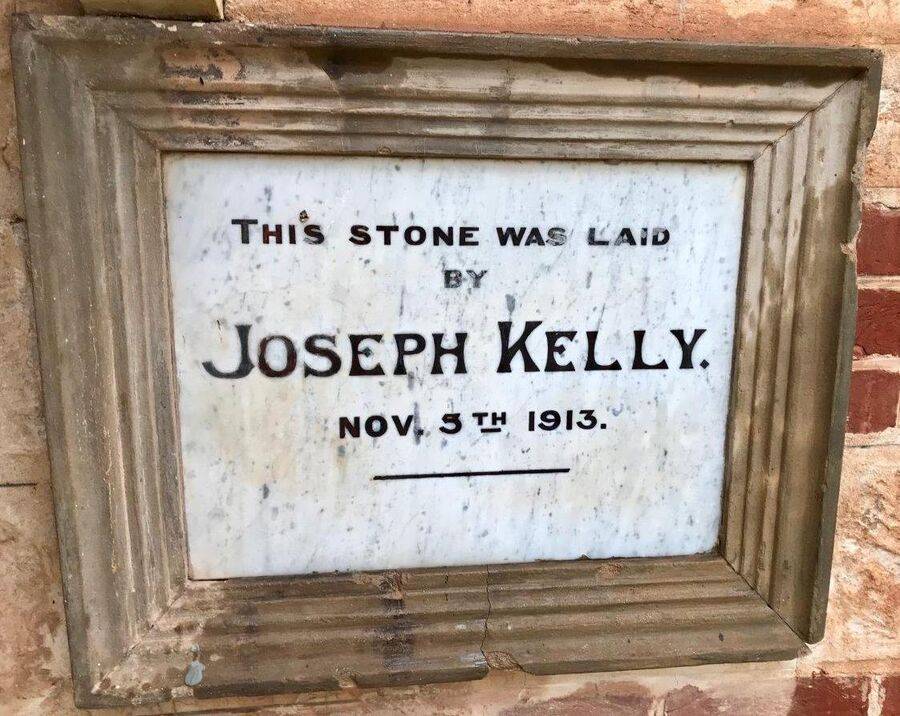 THIS STONE WAS LAID
BY
JOSEPH KELLY.
NOV. 5TH 1913.